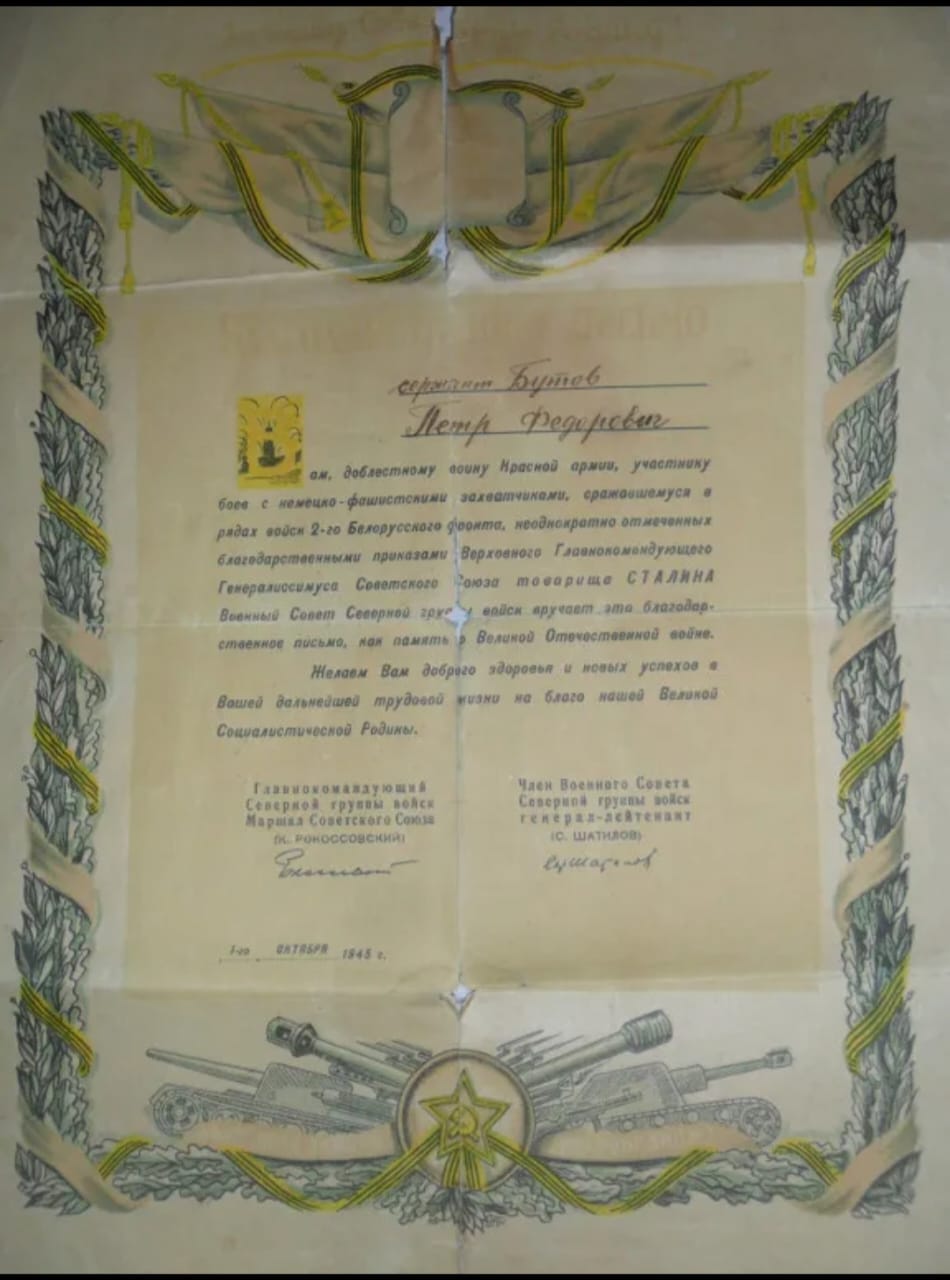 сержант Бутов
Петр Федорович
ам, доблестному воину Красной армии, участнику
боев с немецко-фашистскими захватчиками, сражавшемуся в
рядах войск 2-го Белорусского фронта, неоднократно отмеченных
благодарственными приказами Верховного Главнокомандующего
Генералиссимуса Советского Союза товарища СТАЛИНА
Военный Совет Северной группы войск вручает это благодар-
ственное письмо, как память о Великой Отечественной войне.
Желаем Вам доброго здоровья и новых успехов в
Вашей дальнейшей трудовой жизни на благо нашей Великой
Социалистической Родины.
Главнокомандующий
Северной группы войск
Маршал Советского Союза
(К. РОКОССОВСКИЙ)
Член Военного Совета
Северной группы войск
генерал-лейтенант
(С. ШАТИЛОВ)
1-го ОКТЯБРЯ 1945 г.